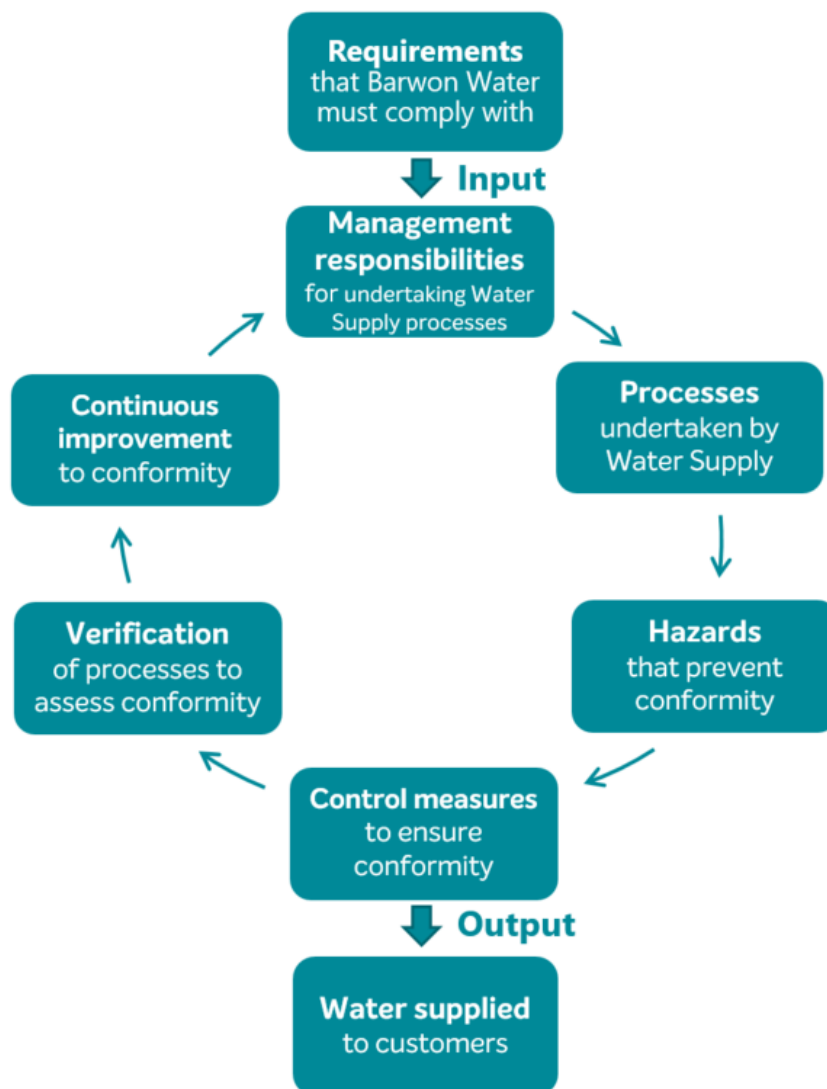 Requirements
that Barwon Water
must comply with
Input
Management
responsibilities
for undertaking Water
Supply processes
Processes
undertaken by
Water Supply
Hazards
that prevent
conformity
Control measures
to ensure
conformity
Output
Water supplied
to customers
Verification
of processes to
assess conformity
Continuous
improvement
to conformity